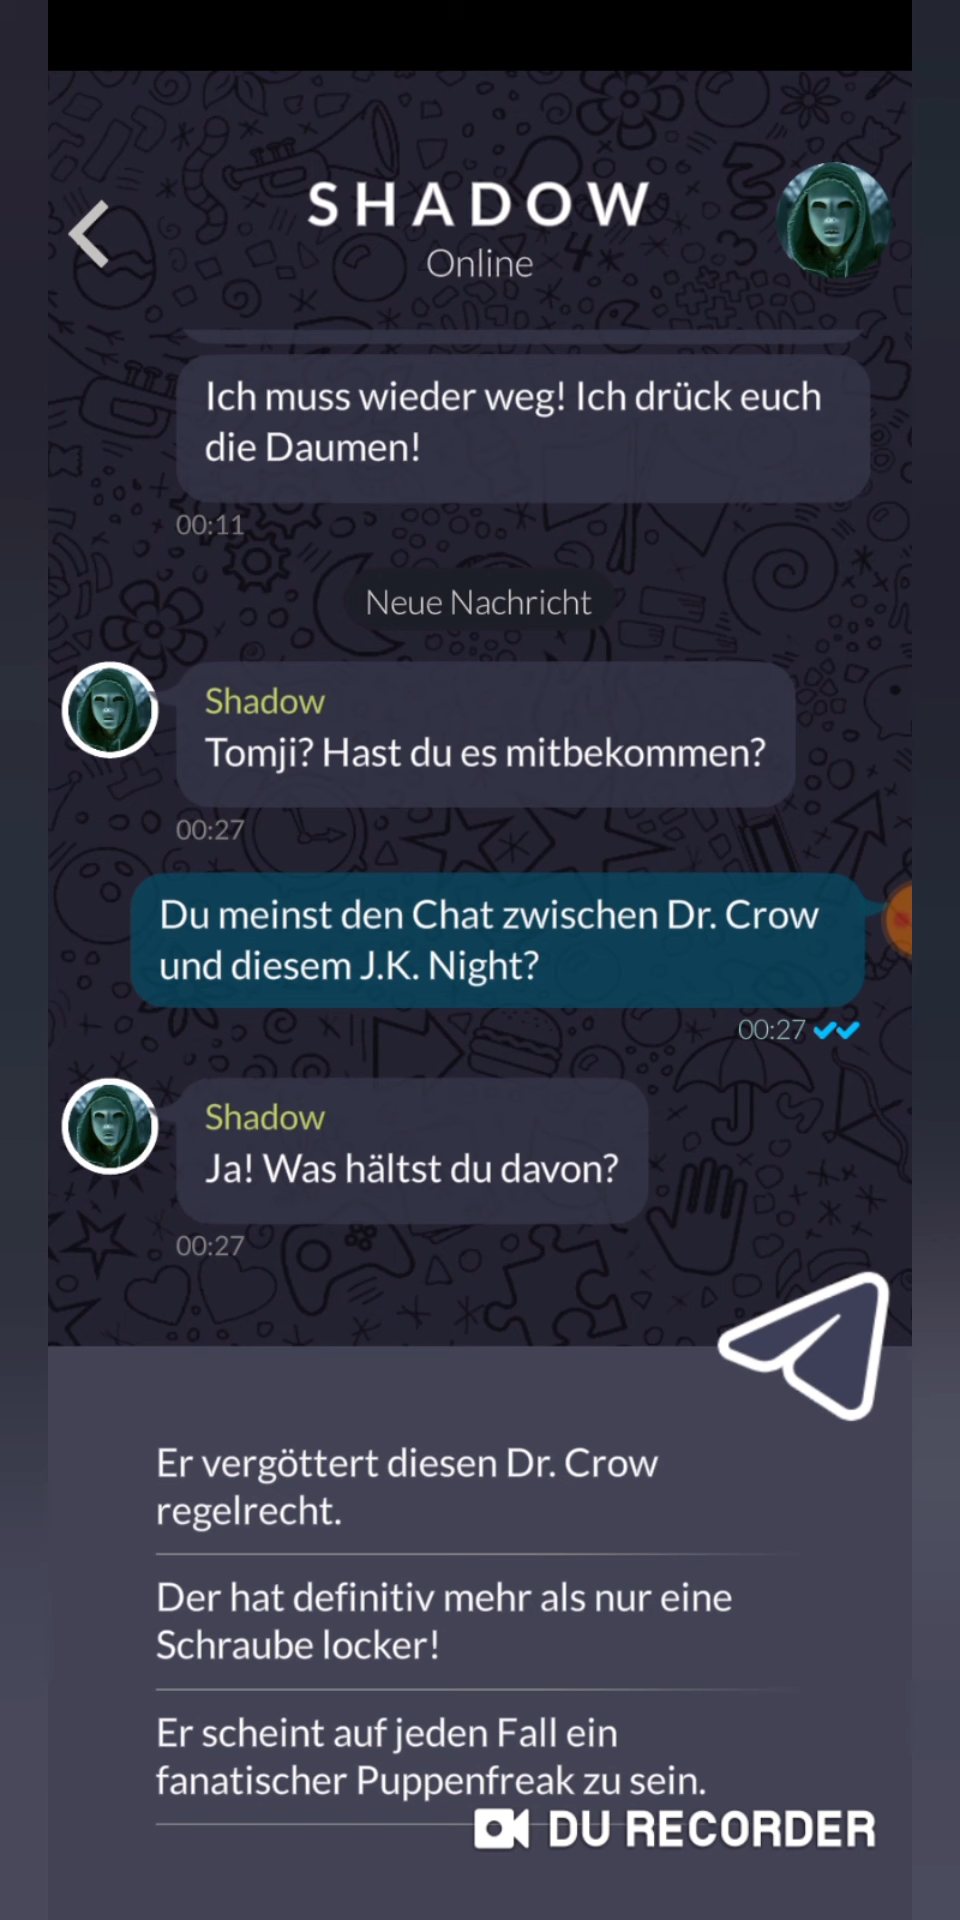 SHADOW
Online
Ich muss wieder weg! Ich drück euch
die Daumen!
00:11
Neue Nachricht
Shadow
Tomji? Hast du es mitbekommen?
00:27
Du meinst den Chat zwischen Dr. Crow
und diesem J.K. Night?
00:27
Shadow
Ja! Was hältst du davon?
00:27
Er vergöttert diesen Dr. Crow
regelrecht.
Der hat definitiv mehr als nur eine
Schraube locker!
Er scheint auf jeden Fall ein
fanatischer Puppenfreak zu sein.
DU RECORDER